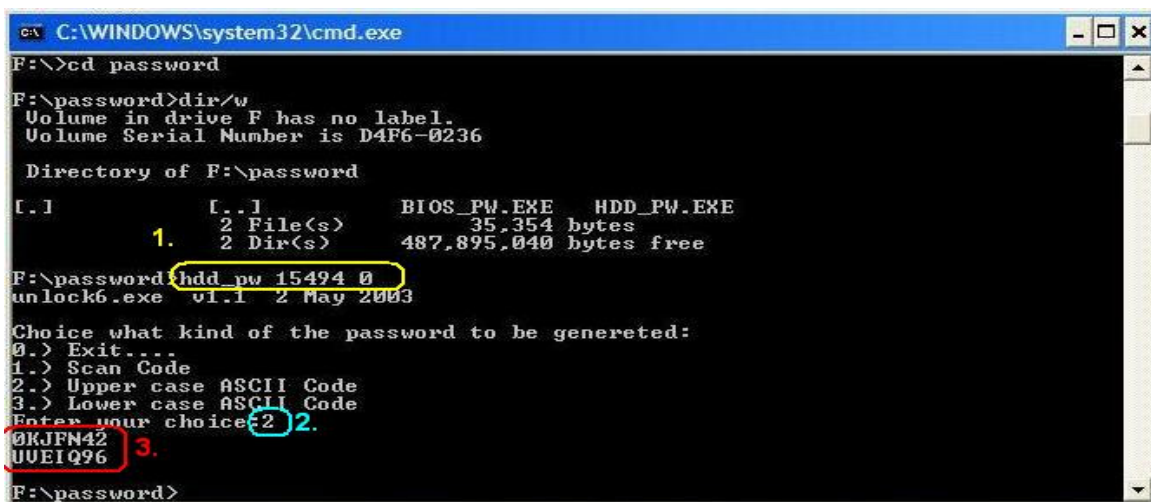 C:\WINDOWS\system32\cmd.exe
F:\>cd password
F:\password>dir/w
Volume in drive F has no label.
Volume Serial Number is D4F6-0236
Directory of F:\password
[.] [..] BIOS_PW.EXE HDD_PW.EXE
2 File(s) 35,354 bytes
1. 2 Dir(s) 487,895,040 bytes free
F:\password>hdd_pw 15494 0
unlock6.exe v1.1 2 May 2003
Choice what kind of the password to be genereted:
0.> Exit....
1.> Scan Code
2.> Upper case ASCII Code
3.> Lower case ASCII Code
Enter your choice:2 2.
0KJFN42
UVEIQ96 3.
F:\password>